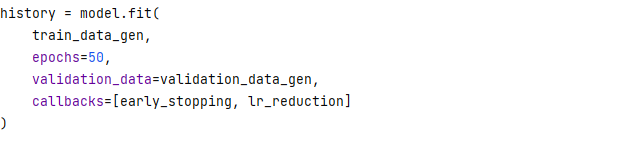 history = model.fit(
    train_data_gen,
    epochs=50,
    validation_data=validation_data_gen,
    callbacks=[early_stopping, lr_reduction]
)